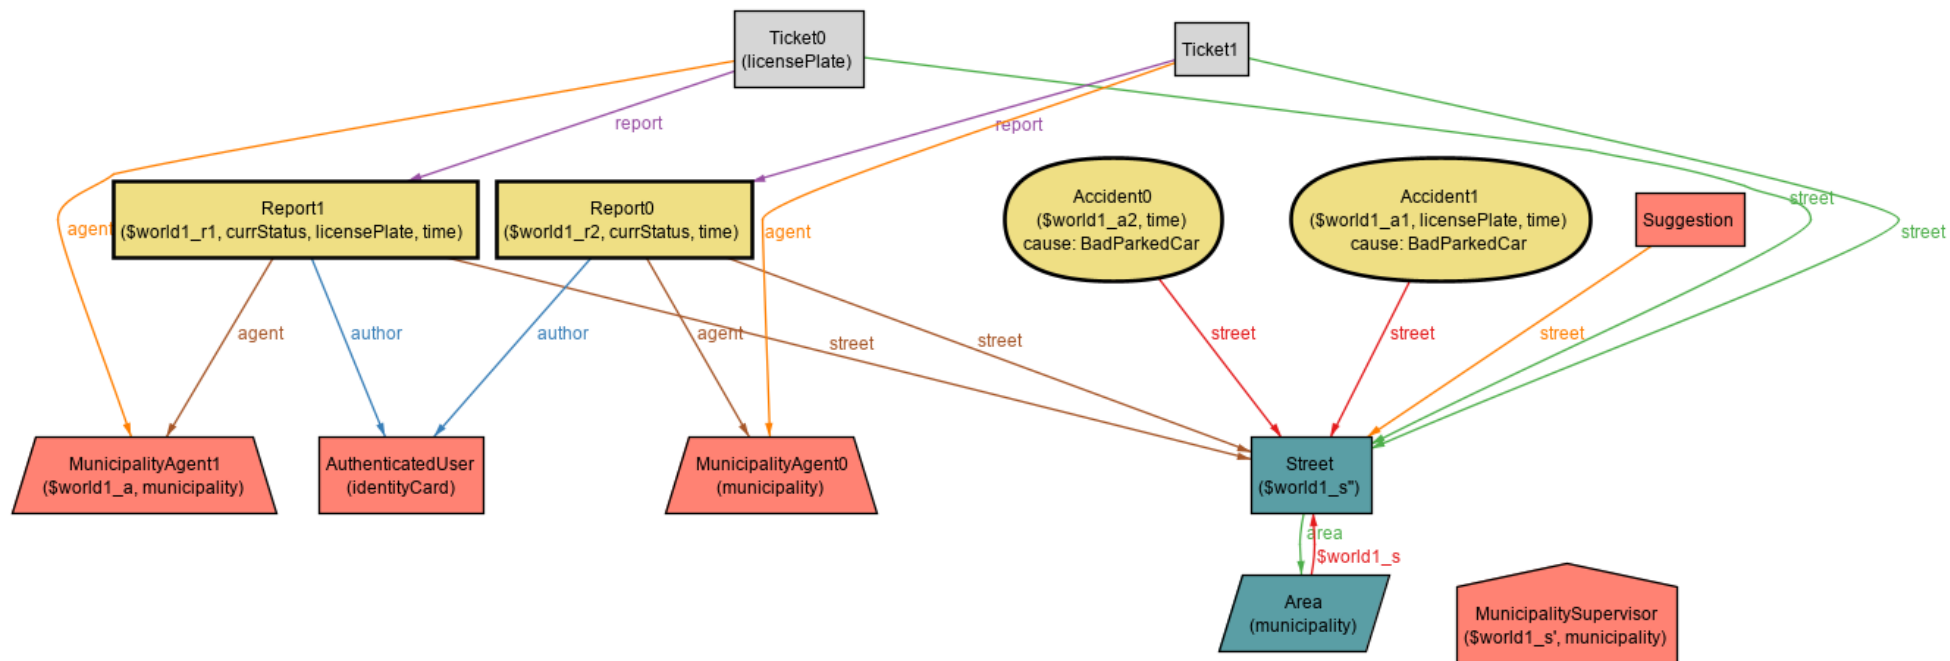 Ticket0
(licensePlate)
Ticket1
report
report
Report1
($world1_r1, currStatus, licensePlate, time)
Report0
($world1_r2, currStatus, time)
Accident0
($world1_a2, time)
cause: BadParkedCar
Accident1
($world1_a1, licensePlate, time)
cause: BadParkedCar
Suggestion
street
street
agent
agent
agent
author
author
agent
street
street
street
street
street
MunicipalityAgent1
($world1_a, municipality)
AuthenticatedUser
(identityCard)
MunicipalityAgent0
(municipality)
Street
($world1_s")
area
$world1_s
Area
(municipality)
MunicipalitySupervisor
($world1_s', municipality)